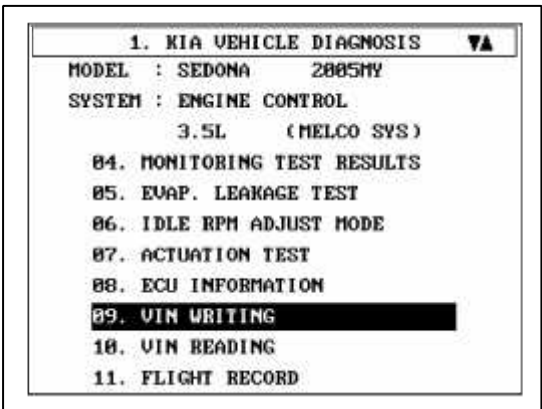 1. KIA VEHICLE DIAGNOSIS ▼▲
MODEL : SEDONA 2005MY
SYSTEM : ENGINE CONTROL
3.5L (MELCO SYS)
04. MONITORING TEST RESULTS
05. EVAP. LEAKAGE TEST
06. IDLE RPM ADJUST MODE
07. ACTUATION TEST
08. ECU INFORMATION
09. VIN WRITING
10. VIN READING
11. FLIGHT RECORD